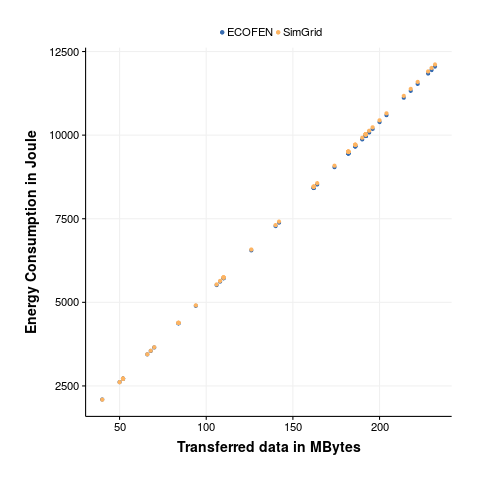 ECOFEN SimGrid
12500
10000
7500
5000
2500
Energy Consumption in Joule
50 100 150 200
Transferred data in MBytes